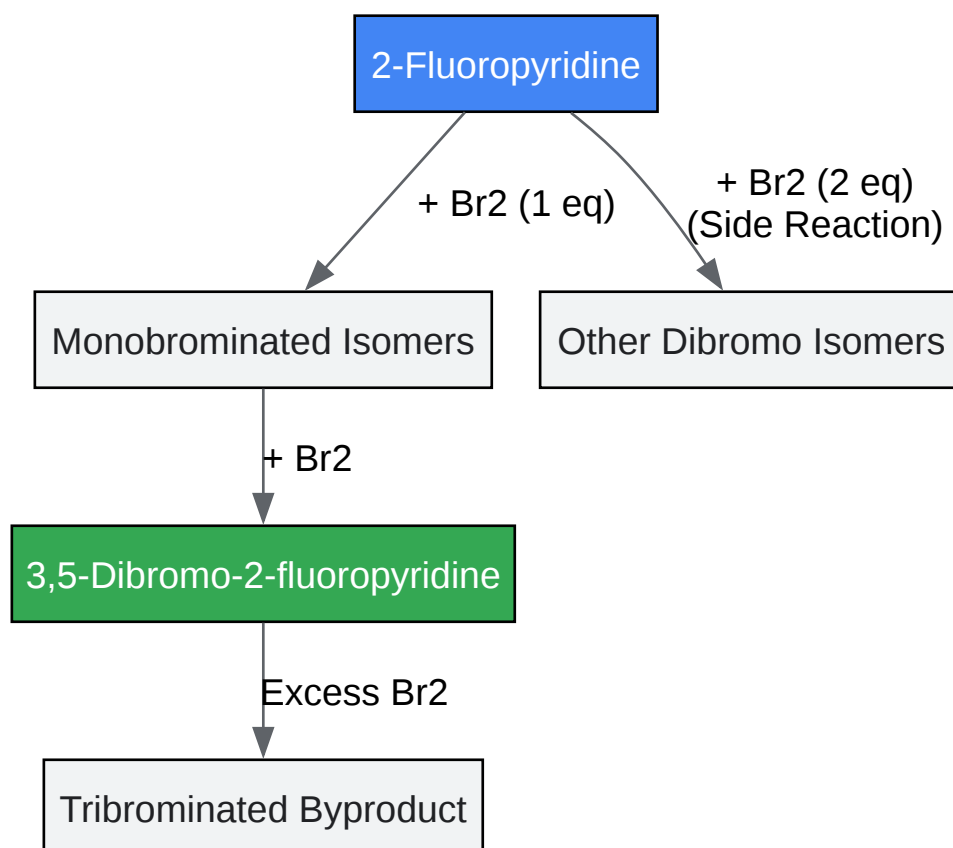 2-Fluoropyridine
+ Br2 (1 eq)
+ Br2 (2 eq)
(Side Reaction)
Monobrominated Isomers
Other Dibromo Isomers
+ Br2
3,5-Dibromo-2-fluoropyridine
Excess Br2
Tribrominated Byproduct